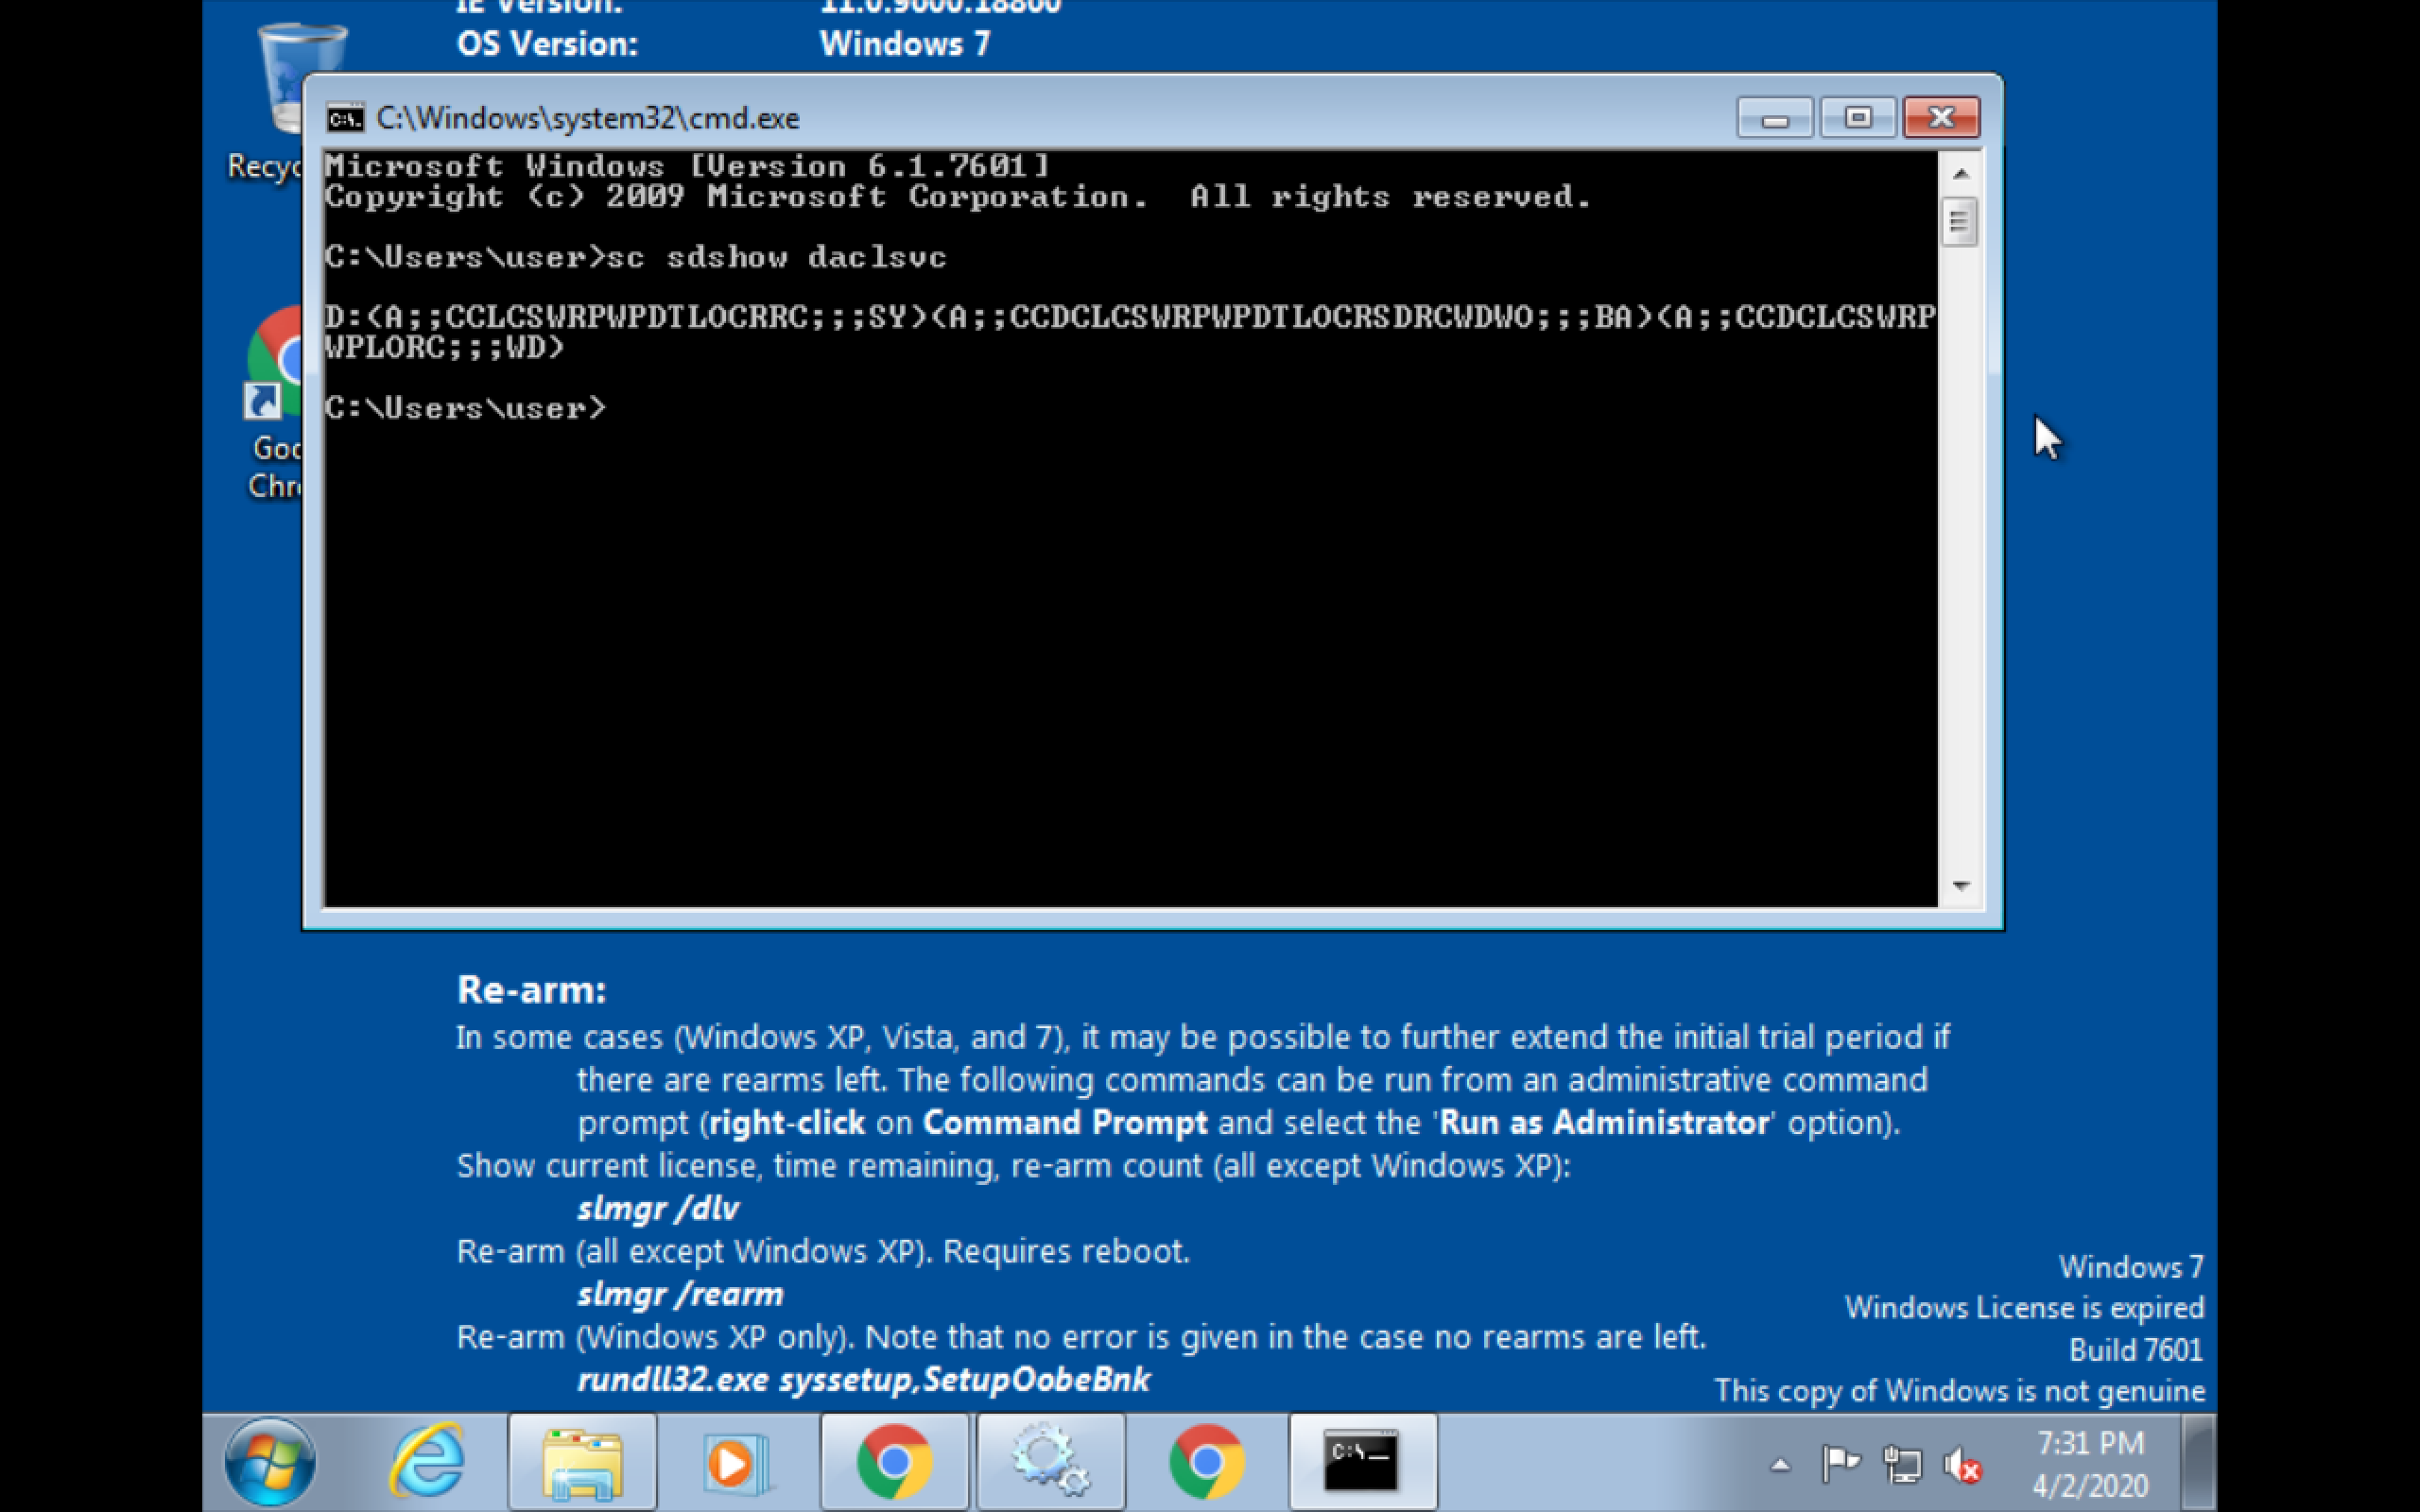 IE Version: 11.0.9600.18860
OS Version: Windows 7
C:\Windows\system32\cmd.exe
Microsoft Windows [Version 6.1.7601]
Copyright (c) 2009 Microsoft Corporation.  All rights reserved.
C:\Users\user>sc sdshow daclsvc
D:(A;;CCLCSWRPWPDTLOCRRC;;;SY)(A;;CCDCLCSWRPWPDTLOCRSDRCWDWO;;;BA)(A;;CCDCLCSWRP
WPLORC;;;WD)
C:\Users\user>
Re-arm:
In some cases (Windows XP, Vista, and 7), it may be possible to further extend the initial trial period if
there are rearms left. The following commands can be run from an administrative command
prompt (right-click on Command Prompt and select the 'Run as Administrator' option).
Show current license, time remaining, re-arm count (all except Windows XP):
slmgr /dlv
Re-arm (all except Windows XP). Requires reboot.
slmgr /rearm
Re-arm (Windows XP only). Note that no error is given in the case no rearms are left.
rundll32.exe syssetup,SetupOobeBnk
Windows 7
Windows License is expired
Build 7601
This copy of Windows is not genuine
7:31 PM
4/2/2020